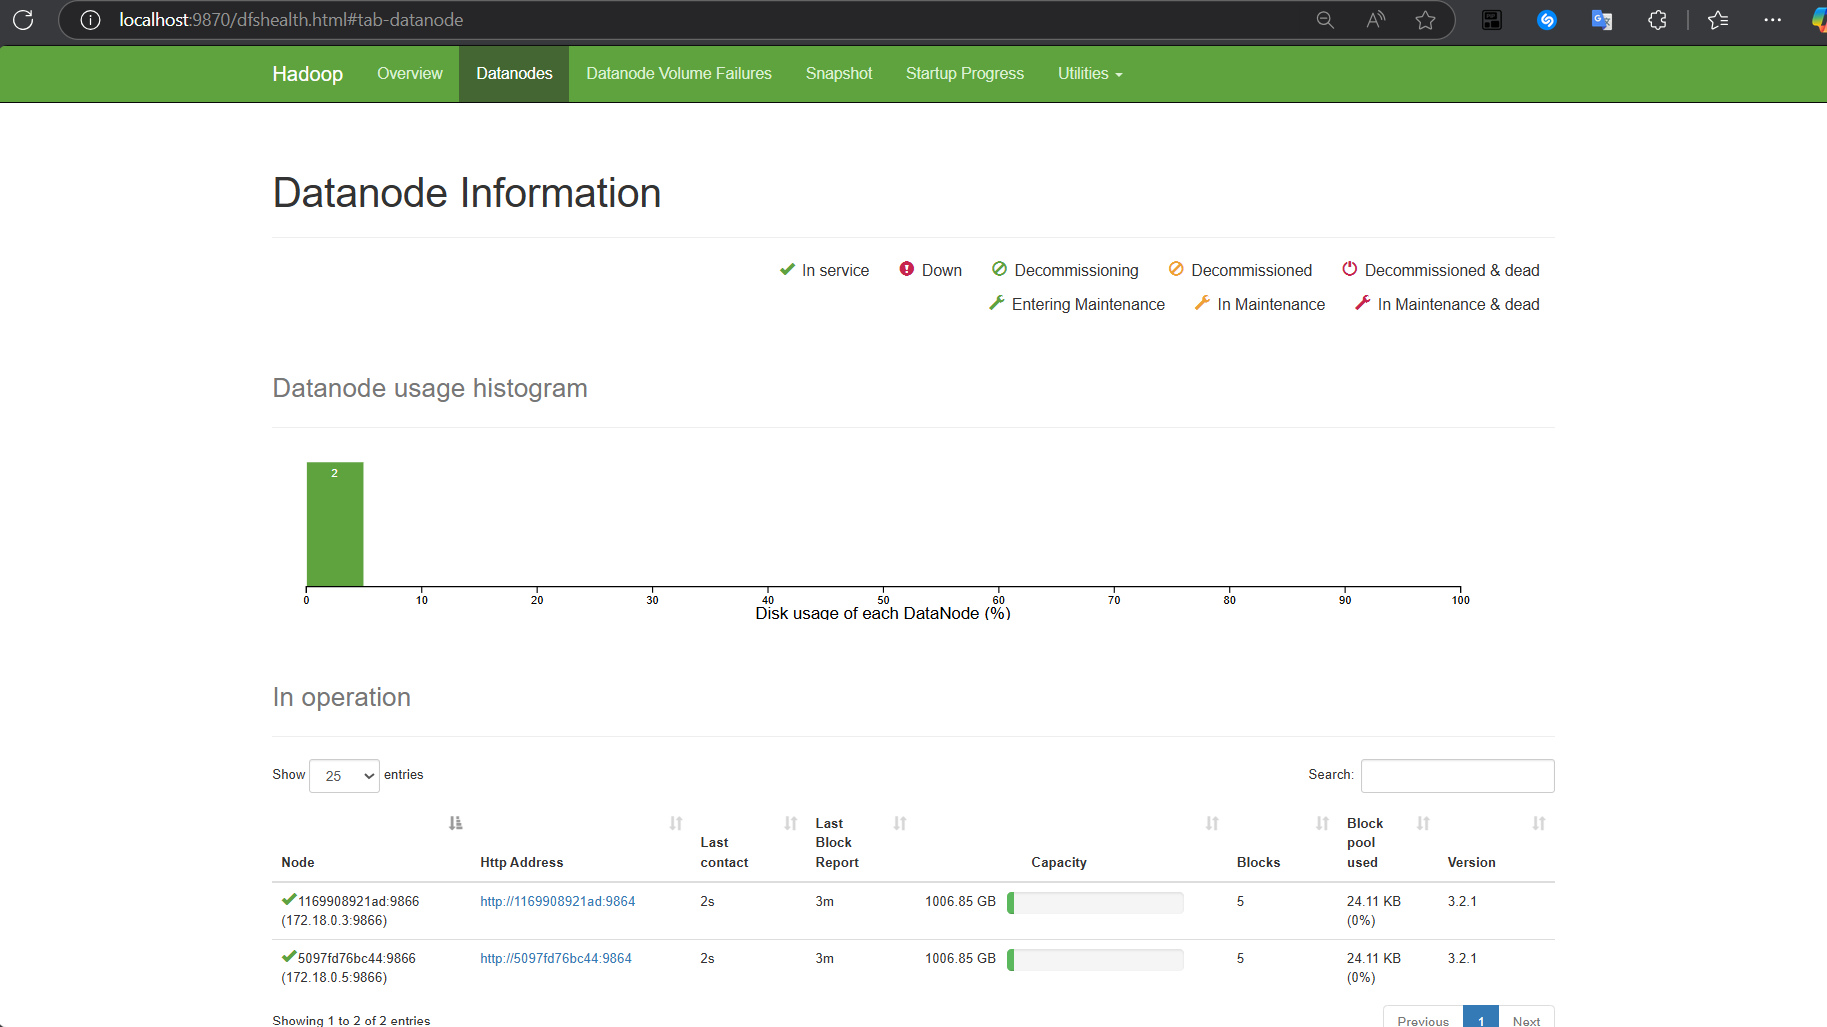 localhost:9870/dfshealth.html#tab-datanode
Hadoop Overview Datanodes Datanode Volume Failures Snapshot Startup Progress Utilities
Datanode Information
In service Down Decommissioning Decommissioned Decommissioned & dead
Entering Maintenance In Maintenance In Maintenance & dead
Datanode usage histogram
2
0 10 20 30 40 50 60 70 80 90 100
Disk usage of each DataNode (%)
In operation
Show 25 entries Search:
Node Http Address Last contact Last Block Report Capacity Blocks Block pool used Version
1169908921ad:9866 http://1169908921ad:9864 2s 3m 1006.85 GB 5 24.11 KB 3.2.1
(172.18.0.3:9866) (0%)
5097fd76bc44:9866 http://5097fd76bc44:9864 2s 3m 1006.85 GB 5 24.11 KB 3.2.1
(172.18.0.5:9866) (0%)
Showing 1 to 2 of 2 entries Previous 1 Next